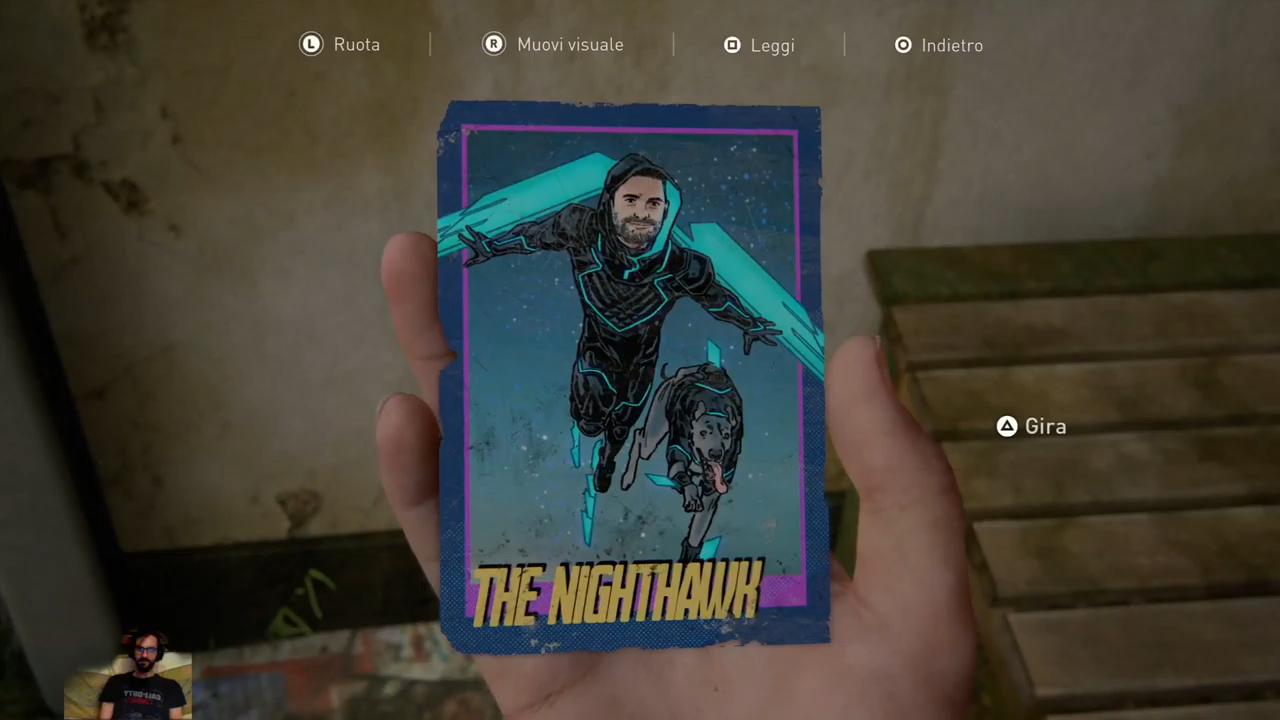 L Ruota
R Muovi visuale
Leggi
Indietro
Gira
THE NIGHTHAWK